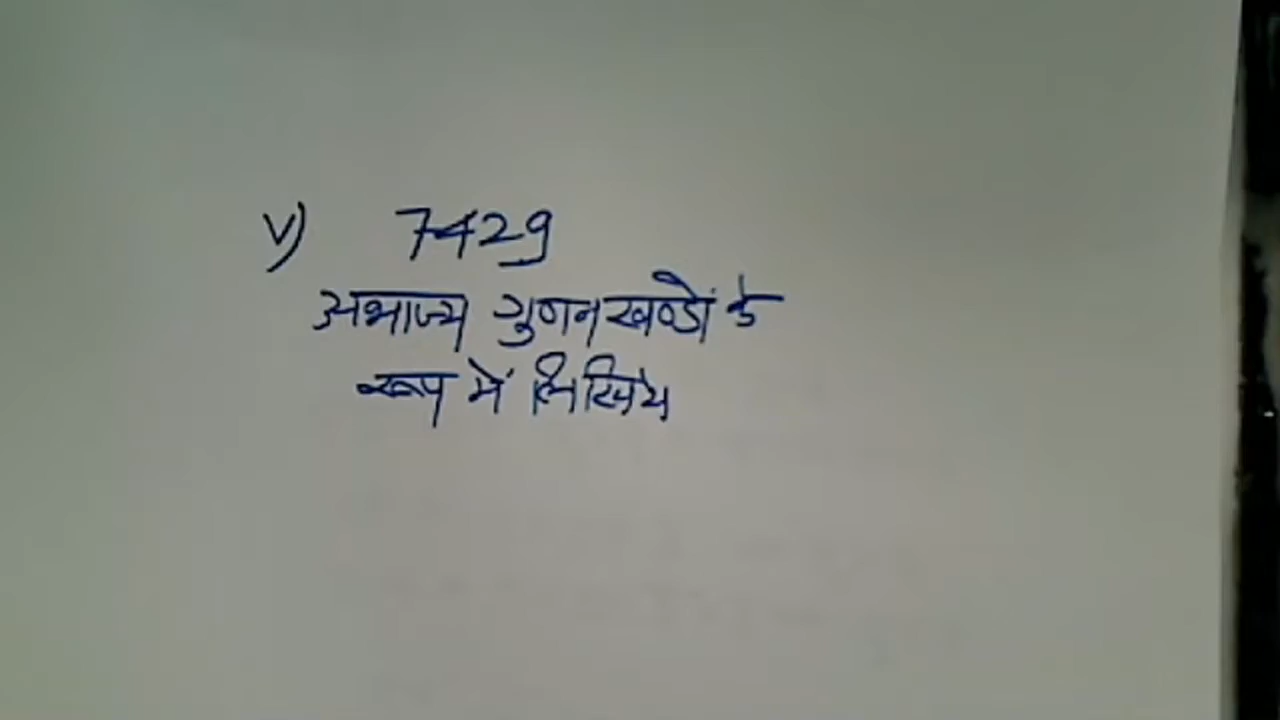 v) 7429
अभाज्य गुणनखण्डों के
रूप में लिखिये